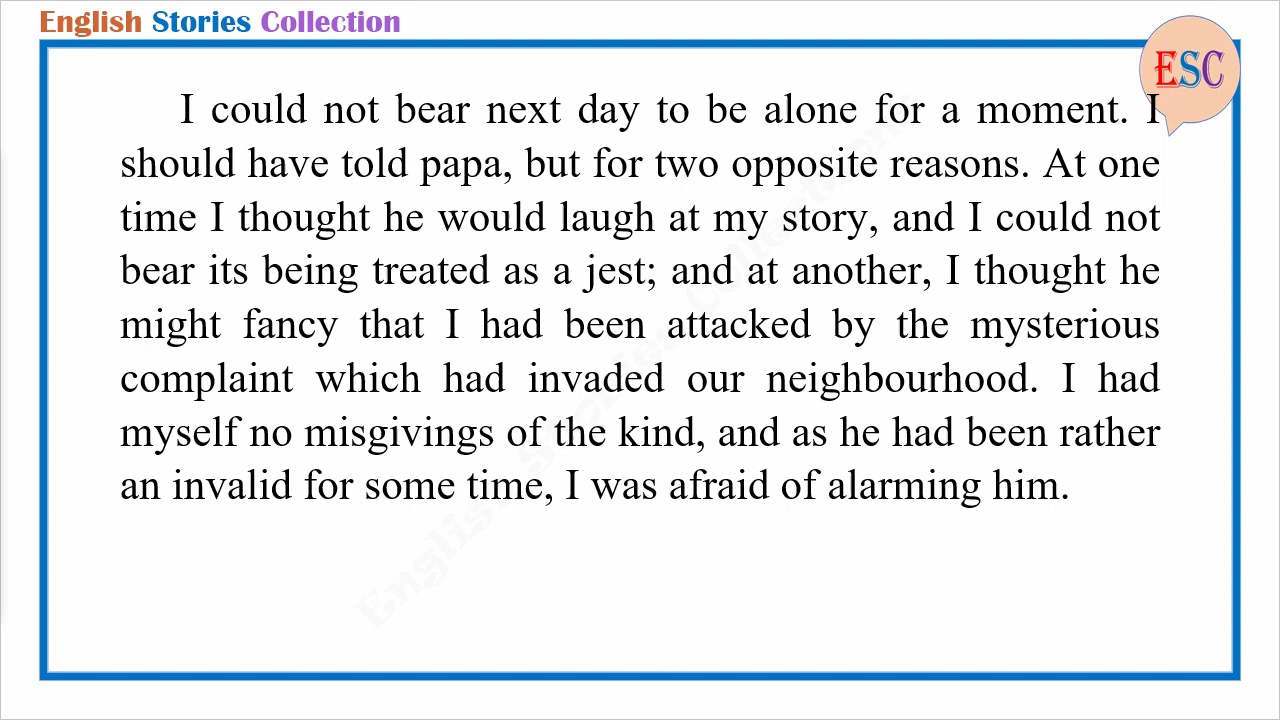 English Stories Collection
ESC
I could not bear next day to be alone for a moment. I
should have told papa, but for two opposite reasons. At one
time I thought he would laugh at my story, and I could not
bear its being treated as a jest; and at another, I thought he
might fancy that I had been attacked by the mysterious
complaint which had invaded our neighbourhood. I had
myself no misgivings of the kind, and as he had been rather
an invalid for some time, I was afraid of alarming him.
English Stories Collection